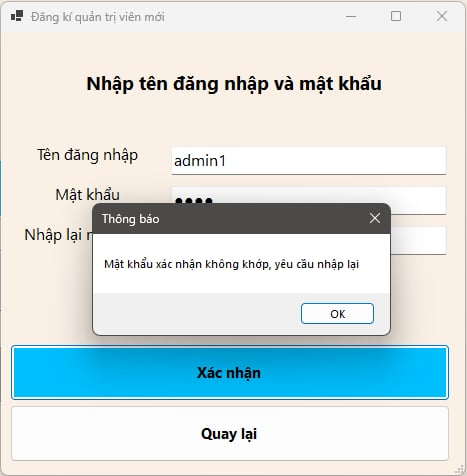 Đăng kí quản trị viên mới
Nhập tên đăng nhập và mật khẩu
Tên đăng nhập
admin1
Mật khẩu
Nhập lại
Thông báo
Mật khẩu xác nhận không khớp, yêu cầu nhập lại
OK
Xác nhận
Quay lại